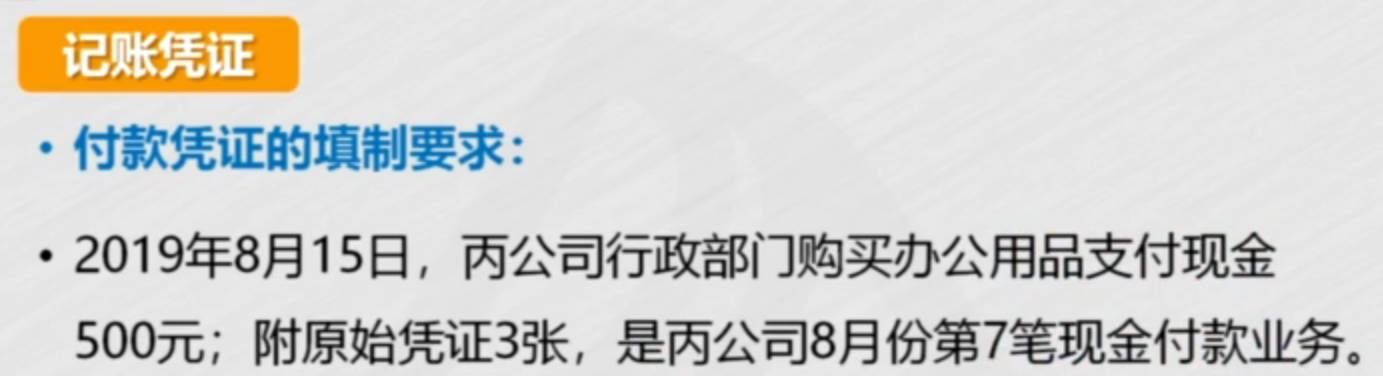 记账凭证
• 付款凭证的填制要求：
• 2019年8月15日，丙公司行政部门购买办公用品支付现金
500元；附原始凭证3张，是丙公司8月份第7笔现金付款业务。